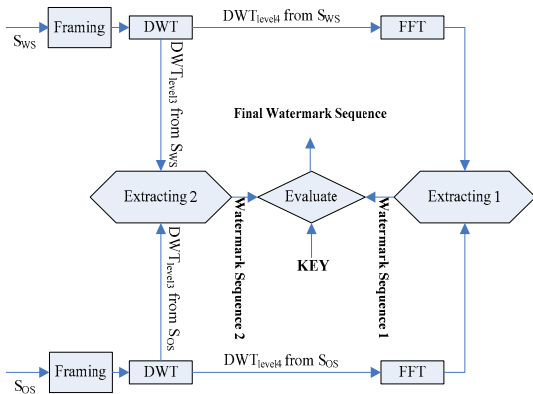 DWTlevel4 from SWS
Framing
DWT
FFT
SWS
DWTlevel3 from SWS
Final Watermark Sequence
Extracting 2
Evaluate
Extracting 1
Watermark Sequence 2
Watermark Sequence 1
KEY
DWTlevel3 from SOS
DWTlevel4 from SOS
Framing
DWT
FFT
SOS